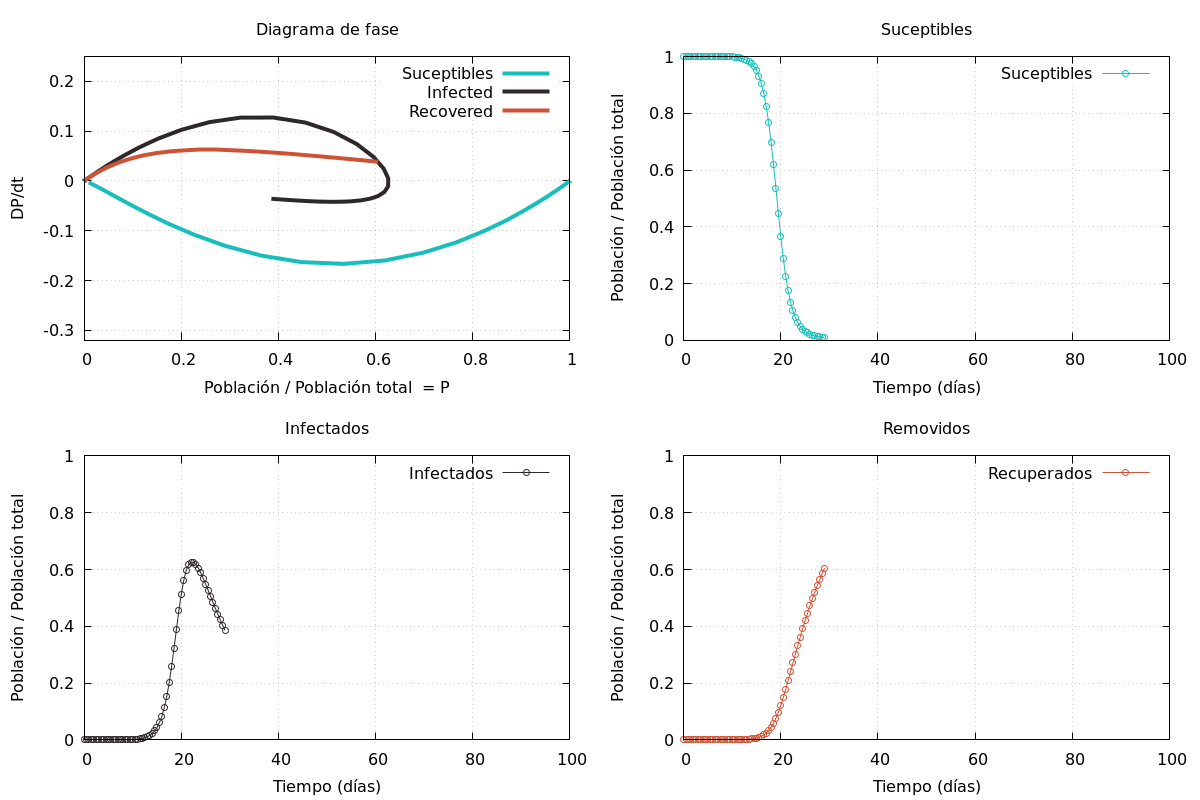 Diagrama de fase
Suceptibles
Infected
Recovered
0.2
0.1
0
-0.1
-0.2
-0.3
DP/dt
0 0.2 0.4 0.6 0.8 1
Población / Población total = P
Suceptibles
Suceptibles
1
0.8
0.6
0.4
0.2
0
Población / Población total
0 20 40 60 80 100
Tiempo (días)
Infectados
Infectados
1
0.8
0.6
0.4
0.2
0
Población / Población total
0 20 40 60 80 100
Tiempo (días)
Removidos
Recuperados
1
0.8
0.6
0.4
0.2
0
Población / Población total
0 20 40 60 80 100
Tiempo (días)